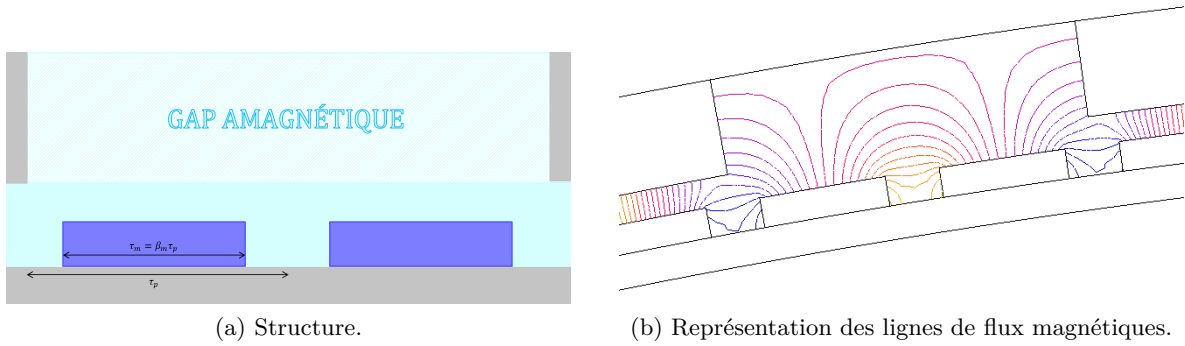 GAP AMAGNÉTIQUE
τₘ = βₘτₚ
τₚ
(a) Structure.
(b) Représentation des lignes de flux magnétiques.